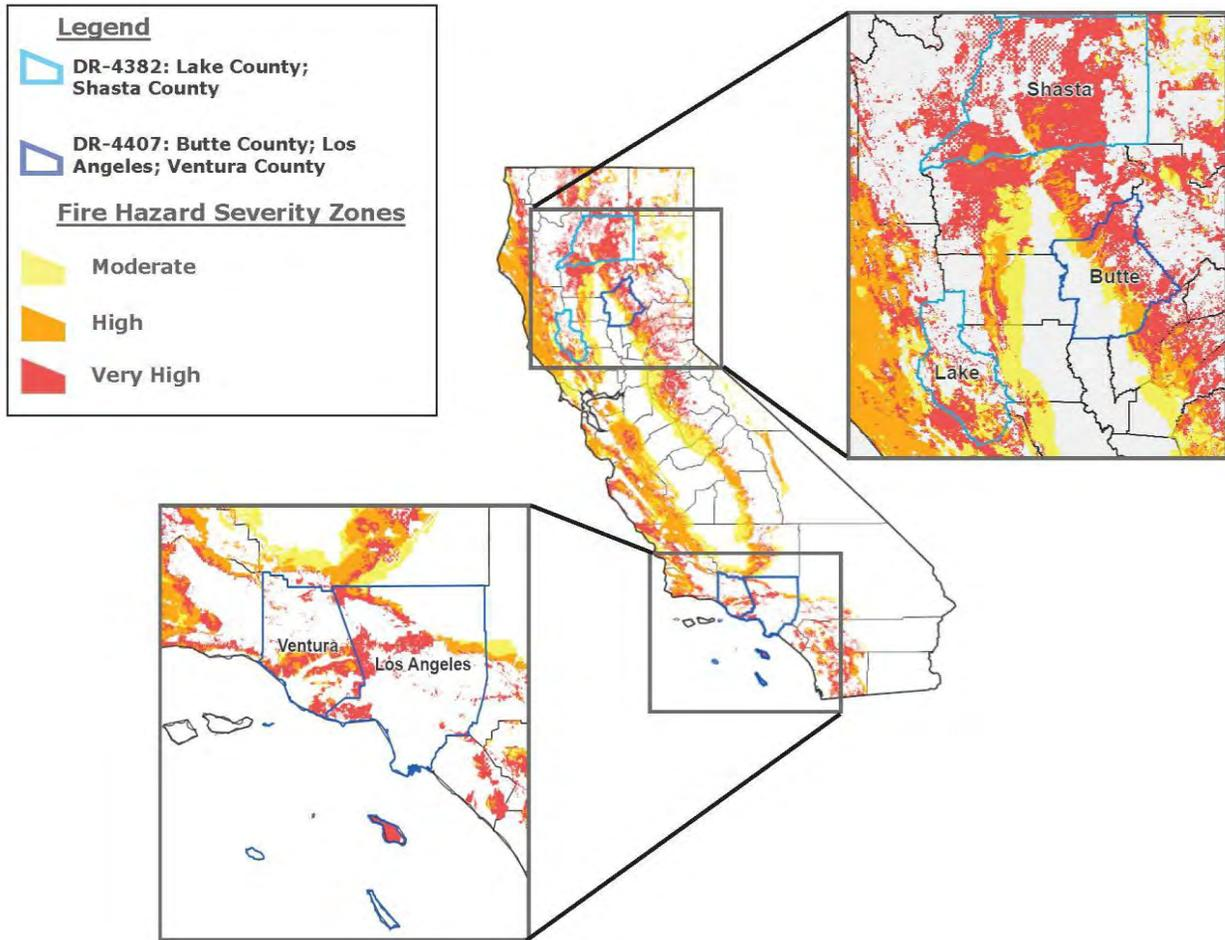 Legend
DR-4382: Lake County;
Shasta County
DR-4407: Butte County; Los
Angeles; Ventura County
Fire Hazard Severity Zones
Moderate
High
Very High
Shasta
Butte
Lake
Ventura
Los Angeles